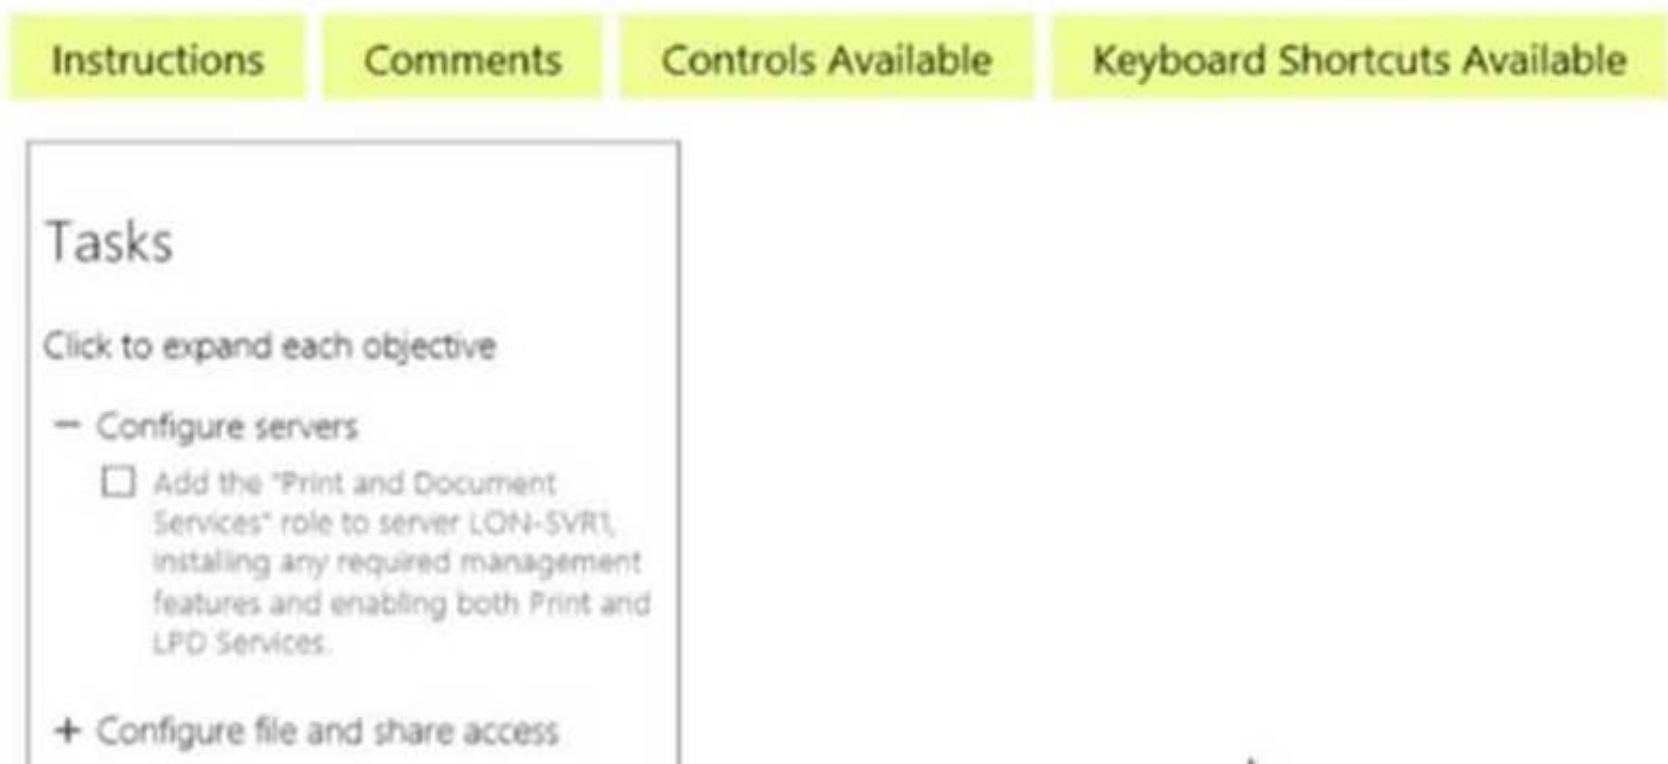 Instructions Comments Controls Available Keyboard Shortcuts Available
Tasks
Click to expand each objective
− Configure servers
Add the "Print and Document
Services" role to server LON-SVR1,
installing any required management
features and enabling both Print and
LPD Services.
+ Configure file and share access